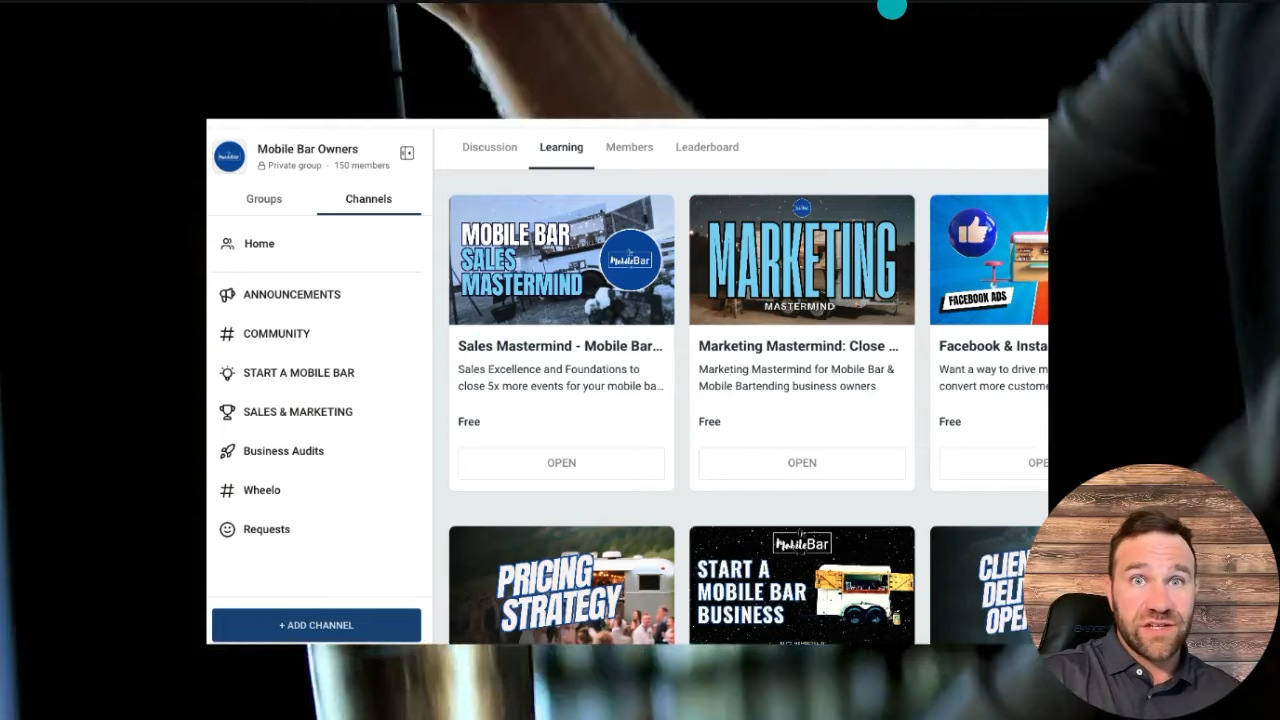 Mobile Bar Owners
Private group · 150 members
Groups
Channels
Home
ANNOUNCEMENTS
COMMUNITY
START A MOBILE BAR
SALES & MARKETING
Business Audits
Wheelo
Requests
+ ADD CHANNEL
Discussion
Learning
Members
Leaderboard
MOBILE BAR
SALES
MASTERMIND
MobileBar
Sales Mastermind - Mobile Bar...
Sales Excellence and Foundations to
close 5x more events for your mobile ba...
Free
OPEN
MARKETING
MASTERMIND
Marketing Mastermind: Close ...
Marketing Mastermind for Mobile Bar &
Mobile Bartending business owners
Free
OPEN
FACEBOOK ADS
Facebook & Insta
Want a way to drive m
convert more custome
Free
OPE
PRICING
STRATEGY
MobileBar
START A
MOBILE BAR
BUSINESS
CLIEN
DELI
OPE